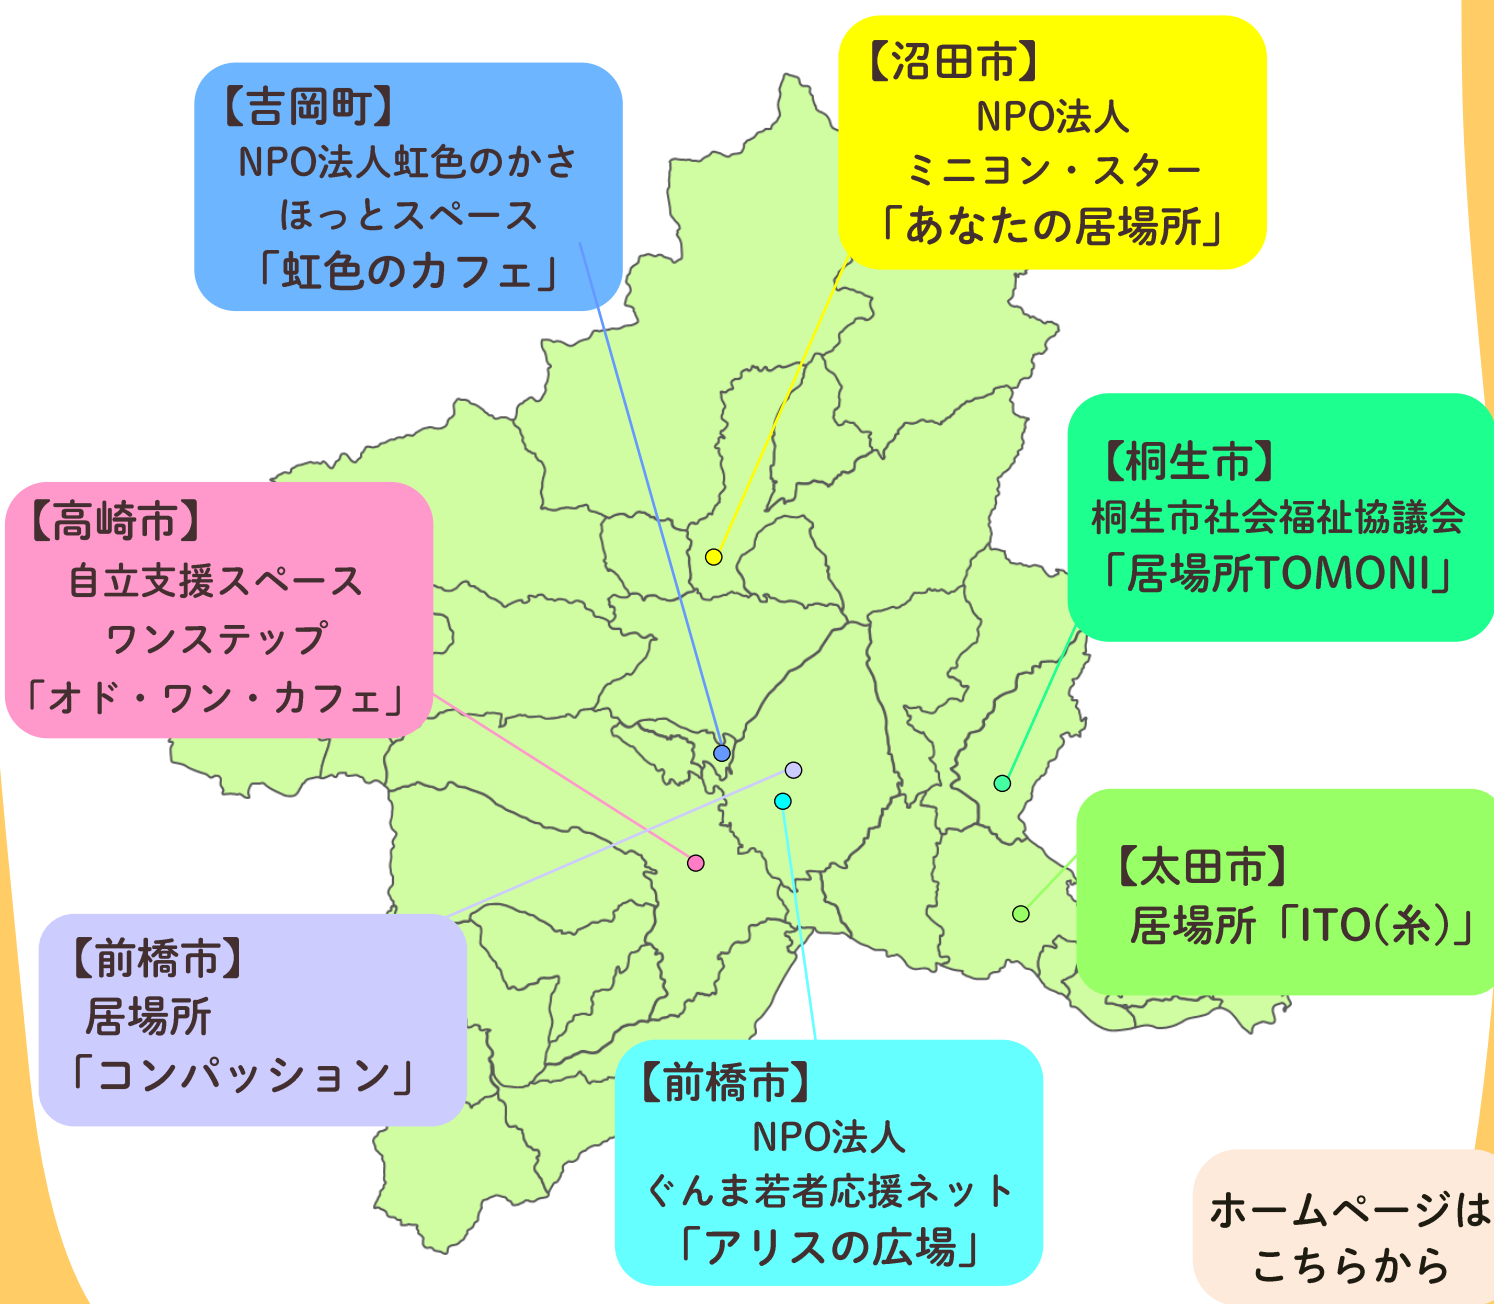 【沼田市】
NPO法人
ミニヨン・スター
「あなたの居場所」
【吉岡町】
NPO法人虹色のかさ
ほっとスペース
「虹色のカフェ」
【桐生市】
桐生市社会福祉協議会
「居場所TOMONI」
【高崎市】
自立支援スペース
ワンステップ
「オド・ワン・カフェ」
【太田市】
居場所「ITO(糸)」
【前橋市】
居場所
「コンパッション」
【前橋市】
NPO法人
ぐんま若者応援ネット
「アリスの広場」
ホームページは
こちらから